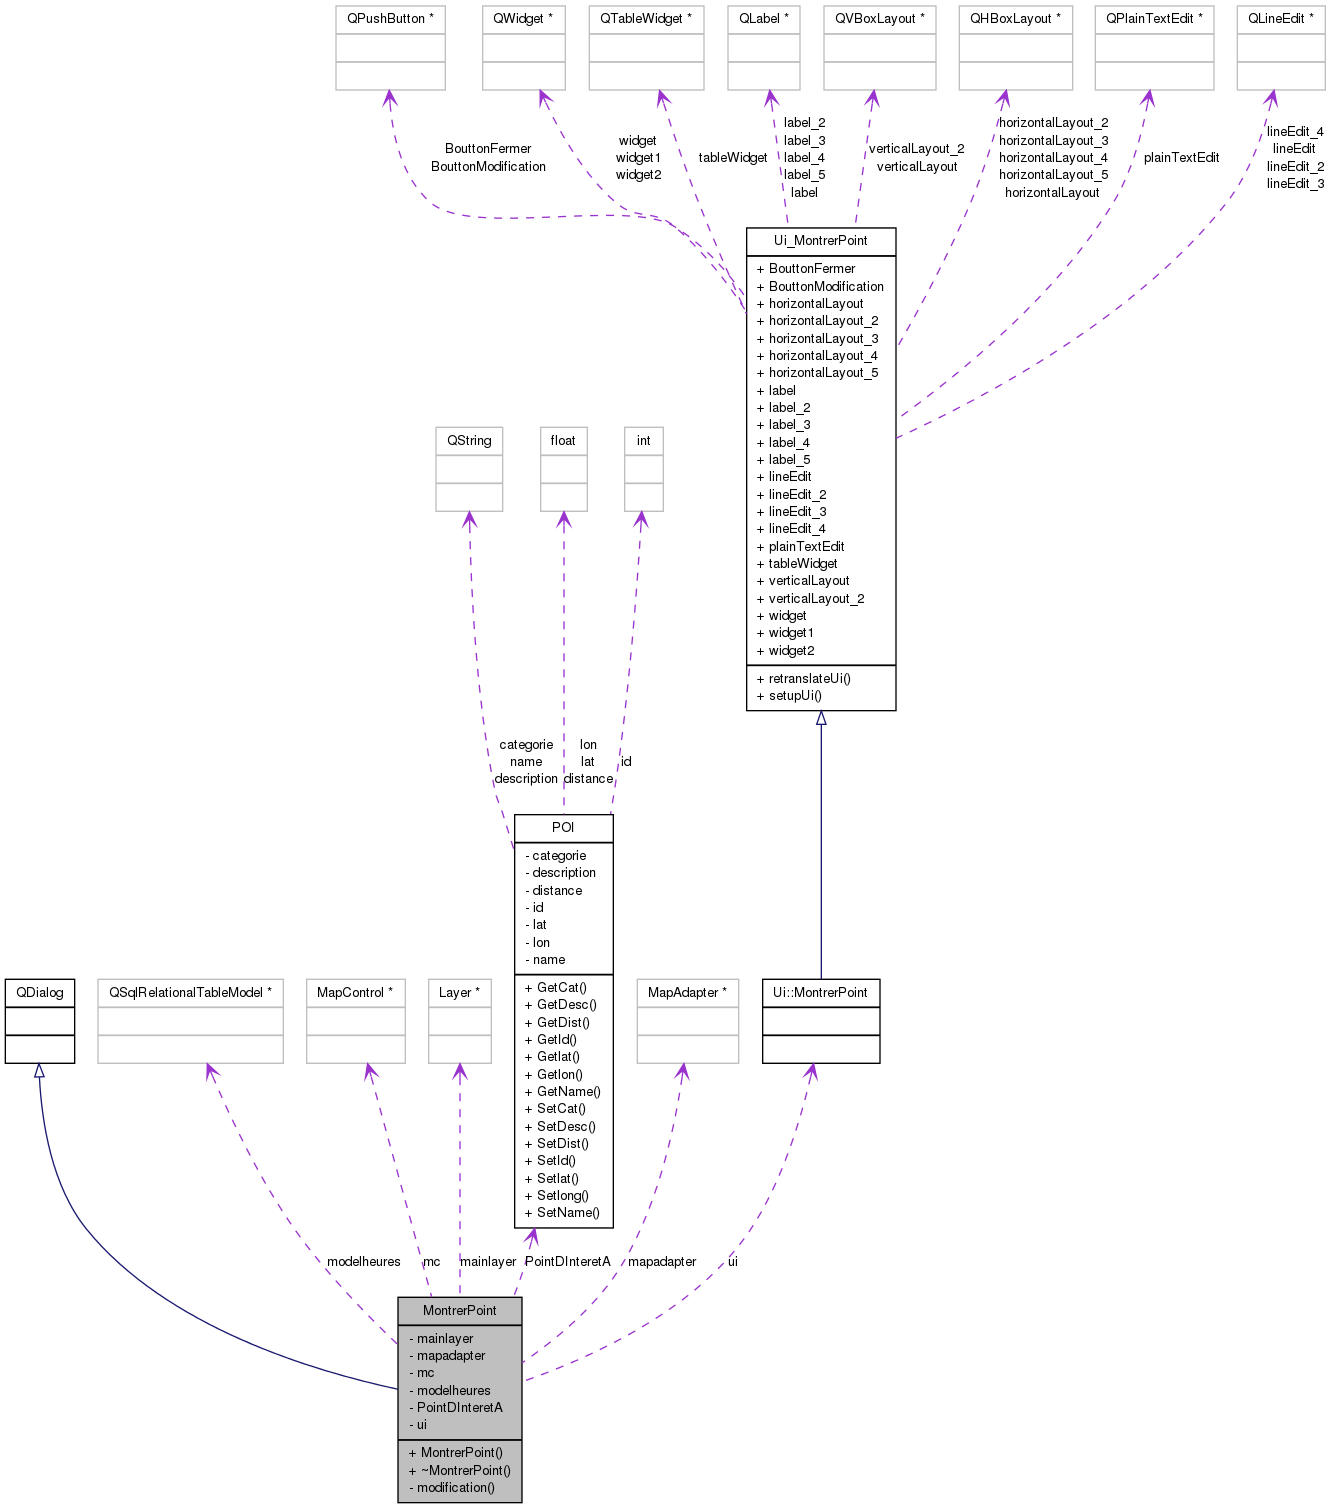 QPushButton *
QWidget *
QTableWidget *
QLabel *
QVBoxLayout *
QHBoxLayout *
QPlainTextEdit *
QLineEdit *
BouttonFermer
BouttonModification
widget
widget1
widget2
tableWidget
label_2
label_3
label_4
label_5
label
verticalLayout_2
verticalLayout
horizontalLayout_2
horizontalLayout_3
horizontalLayout_4
horizontalLayout_5
horizontalLayout
plainTextEdit
lineEdit_4
lineEdit
lineEdit_2
lineEdit_3
Ui_MontrerPoint
+ BouttonFermer
+ BouttonModification
+ horizontalLayout
+ horizontalLayout_2
+ horizontalLayout_3
+ horizontalLayout_4
+ horizontalLayout_5
+ label
+ label_2
+ label_3
+ label_4
+ label_5
+ lineEdit
+ lineEdit_2
+ lineEdit_3
+ lineEdit_4
+ plainTextEdit
+ tableWidget
+ verticalLayout
+ verticalLayout_2
+ widget
+ widget1
+ widget2
+ retranslateUi()
+ setupUi()
QString
float
int
categorie
name
description
lon
lat
distance
id
POI
- categorie
- description
- distance
- id
- lat
- lon
- name
+ GetCat()
+ GetDesc()
+ GetDist()
+ GetId()
+ Getlat()
+ Getlon()
+ GetName()
+ SetCat()
+ SetDesc()
+ SetDist()
+ SetId()
+ Setlat()
+ Setlong()
+ SetName()
QDialog
QSqlRelationalTableModel *
MapControl *
Layer *
MapAdapter *
Ui::MontrerPoint
modelheures
mc
mainlayer
PointDInteretA
mapadapter
ui
MontrerPoint
- mainlayer
- mapadapter
- mc
- modelheures
- PointDInteretA
- ui
+ MontrerPoint()
+ ~MontrerPoint()
- modification()